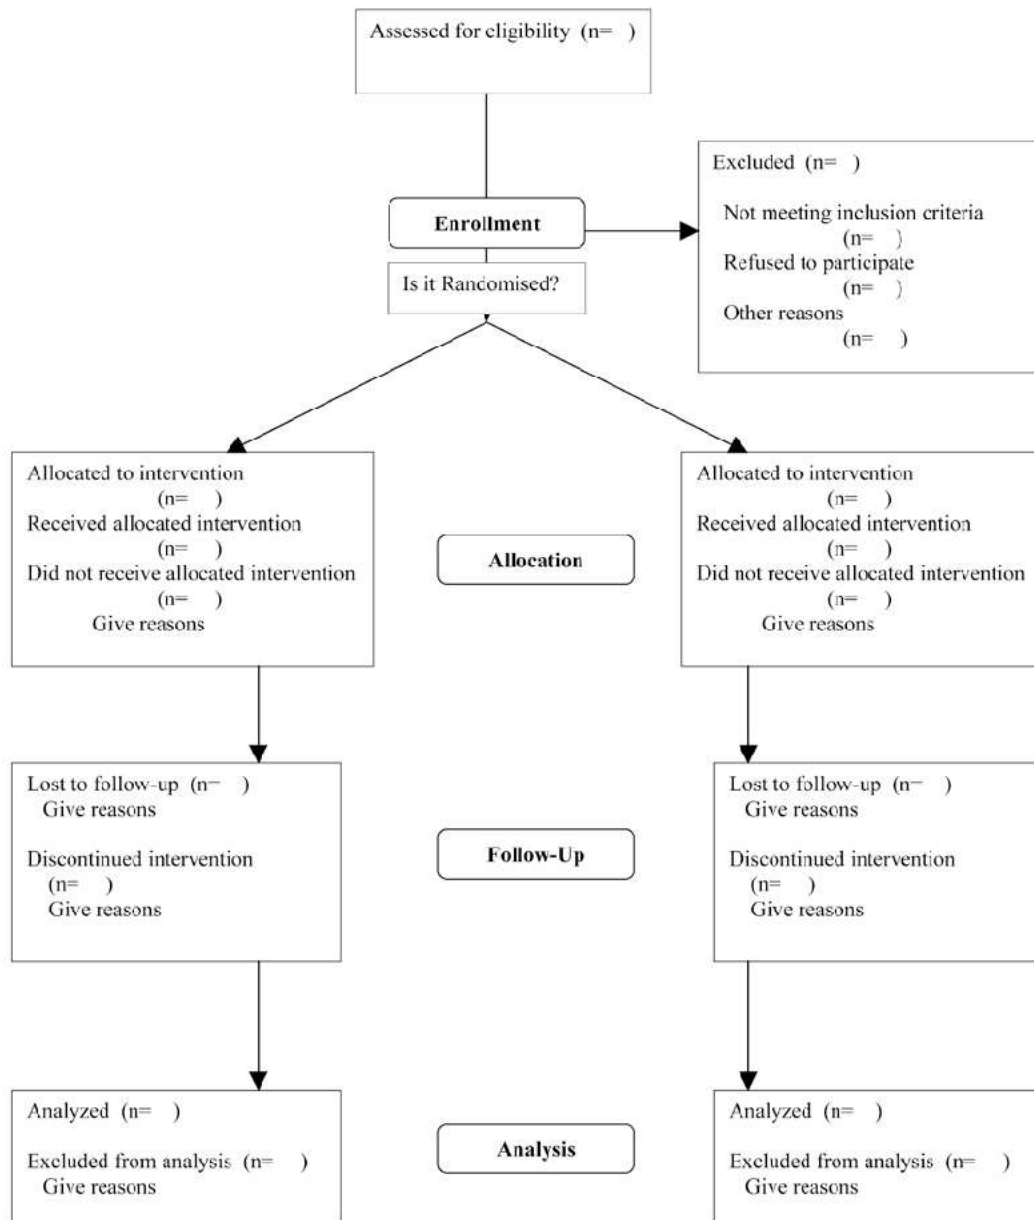 Assessed for eligibility (n=  )
Excluded (n=  )
Not meeting inclusion criteria
(n=  )
Refused to participate
(n=  )
Other reasons
(n=  )
Enrollment
Is it Randomised?
Allocated to intervention
(n=  )
Received allocated intervention
(n=  )
Did not receive allocated intervention
(n=  )
Give reasons
Allocation
Allocated to intervention
(n=  )
Received allocated intervention
(n=  )
Did not receive allocated intervention
(n=  )
Give reasons
Lost to follow-up (n=  )
Give reasons
Discontinued intervention
(n=  )
Give reasons
Follow-Up
Lost to follow-up (n=  )
Give reasons
Discontinued intervention
(n=  )
Give reasons
Analyzed (n=  )
Excluded from analysis (n=  )
Give reasons
Analysis
Analyzed (n=  )
Excluded from analysis (n=  )
Give reasons